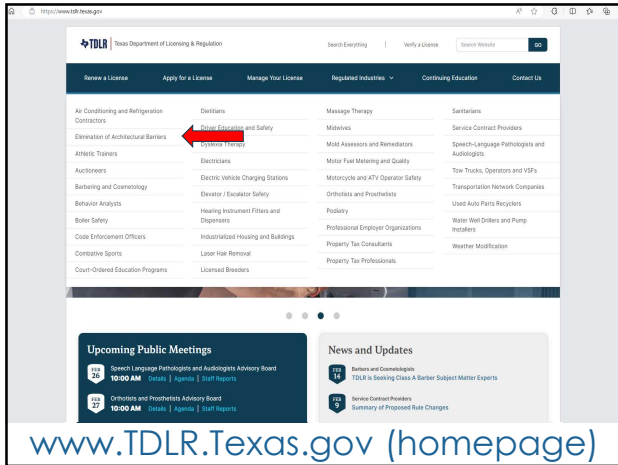 https://www.tdlr.texas.gov
TDLR Texas Department of Licensing & Regulation
Search Everything | Verify a License Search Website GO
Renew a License Apply for a License Manage Your License Regulated Industries Continuing Education Contact Us
Air Conditioning and Refrigeration
Contractors
Elimination of Architectural Barriers
Athletic Trainers
Auctioneers
Barbering and Cosmetology
Behavior Analysts
Boiler Safety
Code Enforcement Officers
Combative Sports
Court-Ordered Education Programs
Dietitians
Driver Education and Safety
Dyslexia Therapy
Electricians
Electric Vehicle Charging Stations
Elevator / Escalator Safety
Hearing Instrument Fitters and
Dispensers
Industrialized Housing and Buildings
Laser Hair Removal
Licensed Breeders
Massage Therapy
Midwives
Mold Assessors and Remediators
Motor Fuel Metering and Quality
Motorcycle and ATV Operator Safety
Orthotists and Prosthetists
Podiatry
Professional Employer Organizations
Property Tax Consultants
Property Tax Professionals
Sanitarians
Service Contract Providers
Speech-Language Pathologists and
Audiologists
Tow Trucks, Operators and VSFs
Transportation Network Companies
Used Auto Parts Recyclers
Water Well Drillers and Pump
Installers
Weather Modification
Upcoming Public Meetings
FEB
26
Speech Language Pathologists and Audiologists Advisory Board
10:00 AM Details | Agenda | Staff Reports
FEB
27
Orthotists and Prosthetists Advisory Board
10:00 AM Details | Agenda | Staff Reports
News and Updates
FEB
14
Barbers and Cosmetologists
TDLR is Seeking Class A Barber Subject Matter Experts
FEB
9
Service Contract Providers
Summary of Proposed Rule Changes
www.TDLR.Texas.gov (homepage)